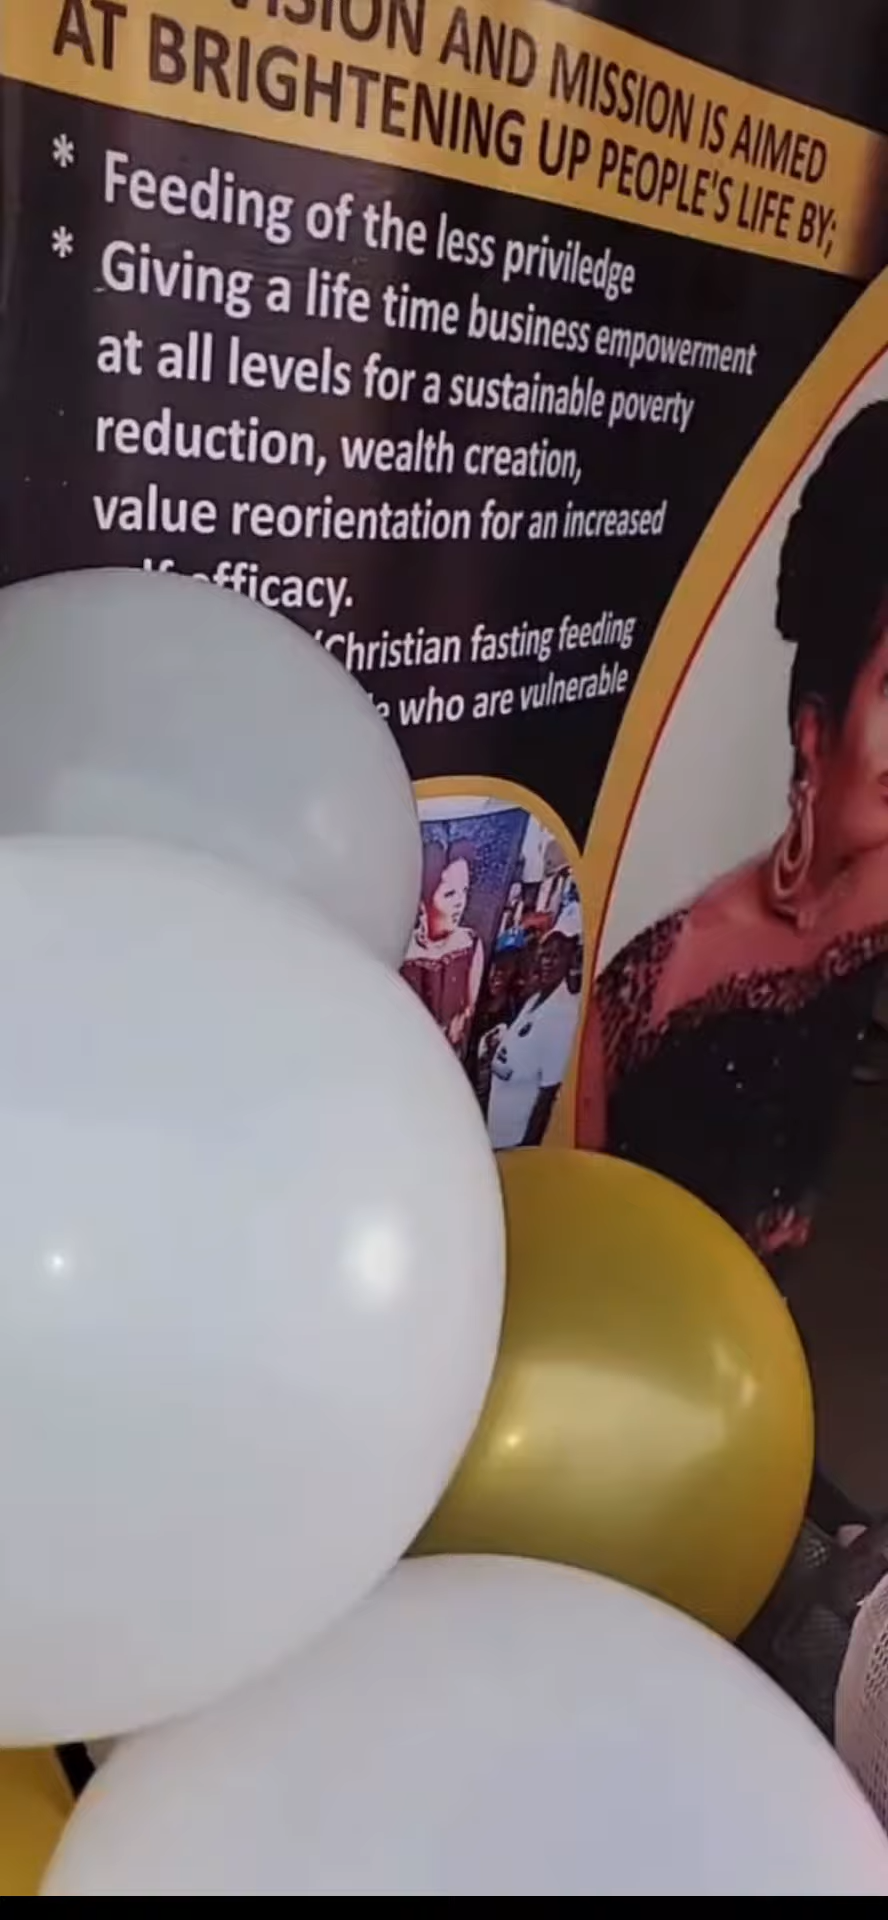 AND MISSION IS AIMED
AT BRIGHTENING UP PEOPLE'S LIFE BY;
* Feeding of the less priviledge
* Giving a life time business empowerment
at all levels for a sustainable poverty
reduction, wealth creation,
value reorientation for an increased
efficacy.
Christian fasting feeding
who are vulnerable